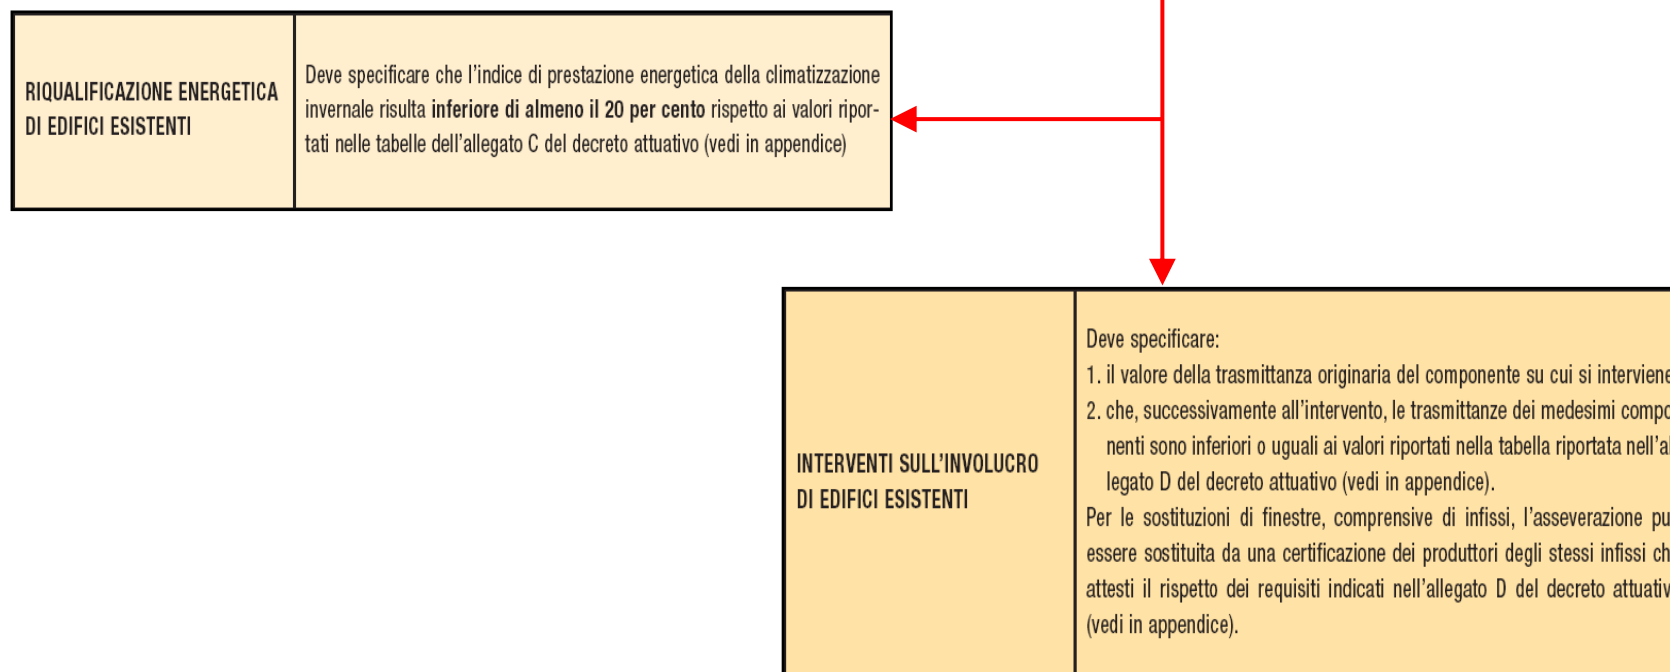 RIQUALIFICAZIONE ENERGETICA
DI EDIFICI ESISTENTI
Deve specificare che l'indice di prestazione energetica della climatizzazione
invernale risulta inferiore di almeno il 20 per cento rispetto ai valori ripor-
tati nelle tabelle dell'allegato C del decreto attuativo (vedi in appendice)
INTERVENTI SULL'INVOLUCRO
DI EDIFICI ESISTENTI
Deve specificare:
1. il valore della trasmittanza originaria del componente su cui si interviene
2. che, successivamente all'intervento, le trasmittanze dei medesimi compo
nenti sono inferiori o uguali ai valori riportati nella tabella riportata nell'al
legato D del decreto attuativo (vedi in appendice).
Per le sostituzioni di finestre, comprensive di infissi, l'asseverazione pu
essere sostituita da una certificazione dei produttori degli stessi infissi ch
attesti il rispetto dei requisiti indicati nell'allegato D del decreto attuativ
(vedi in appendice).